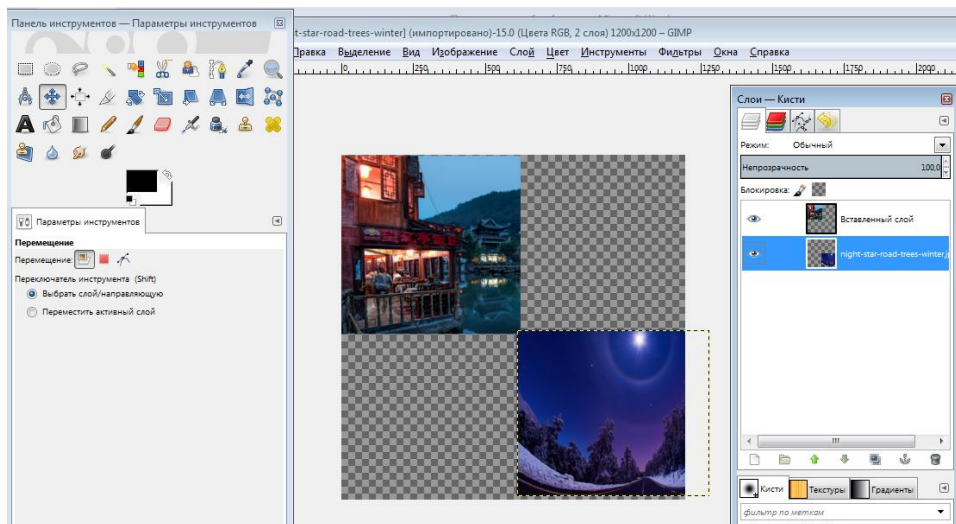 Панель инструментов — Параметры инструментов
t-star-road-trees-winter] (импортировано)-15.0 (Цвета RGB, 2 слоя) 1200x1200 – GIMP
Правка Выделение Вид Изображение Слой Цвет Инструменты Фильтры Окна Справка
0 250 500 750 1000 1250 1500 1750 2000
Слои — Кисти
Режим: Обычный
Непрозрачность 100,0
Блокировка:
Вставленный слой
night-star-road-trees-winter.j
Параметры инструментов
Перемещение
Перемещение:
Переключатель инструмента (Shift)
Выбрать слой/направляющую
Переместить активный слой
Кисти Текстуры Градиенты
фильтр по меткам